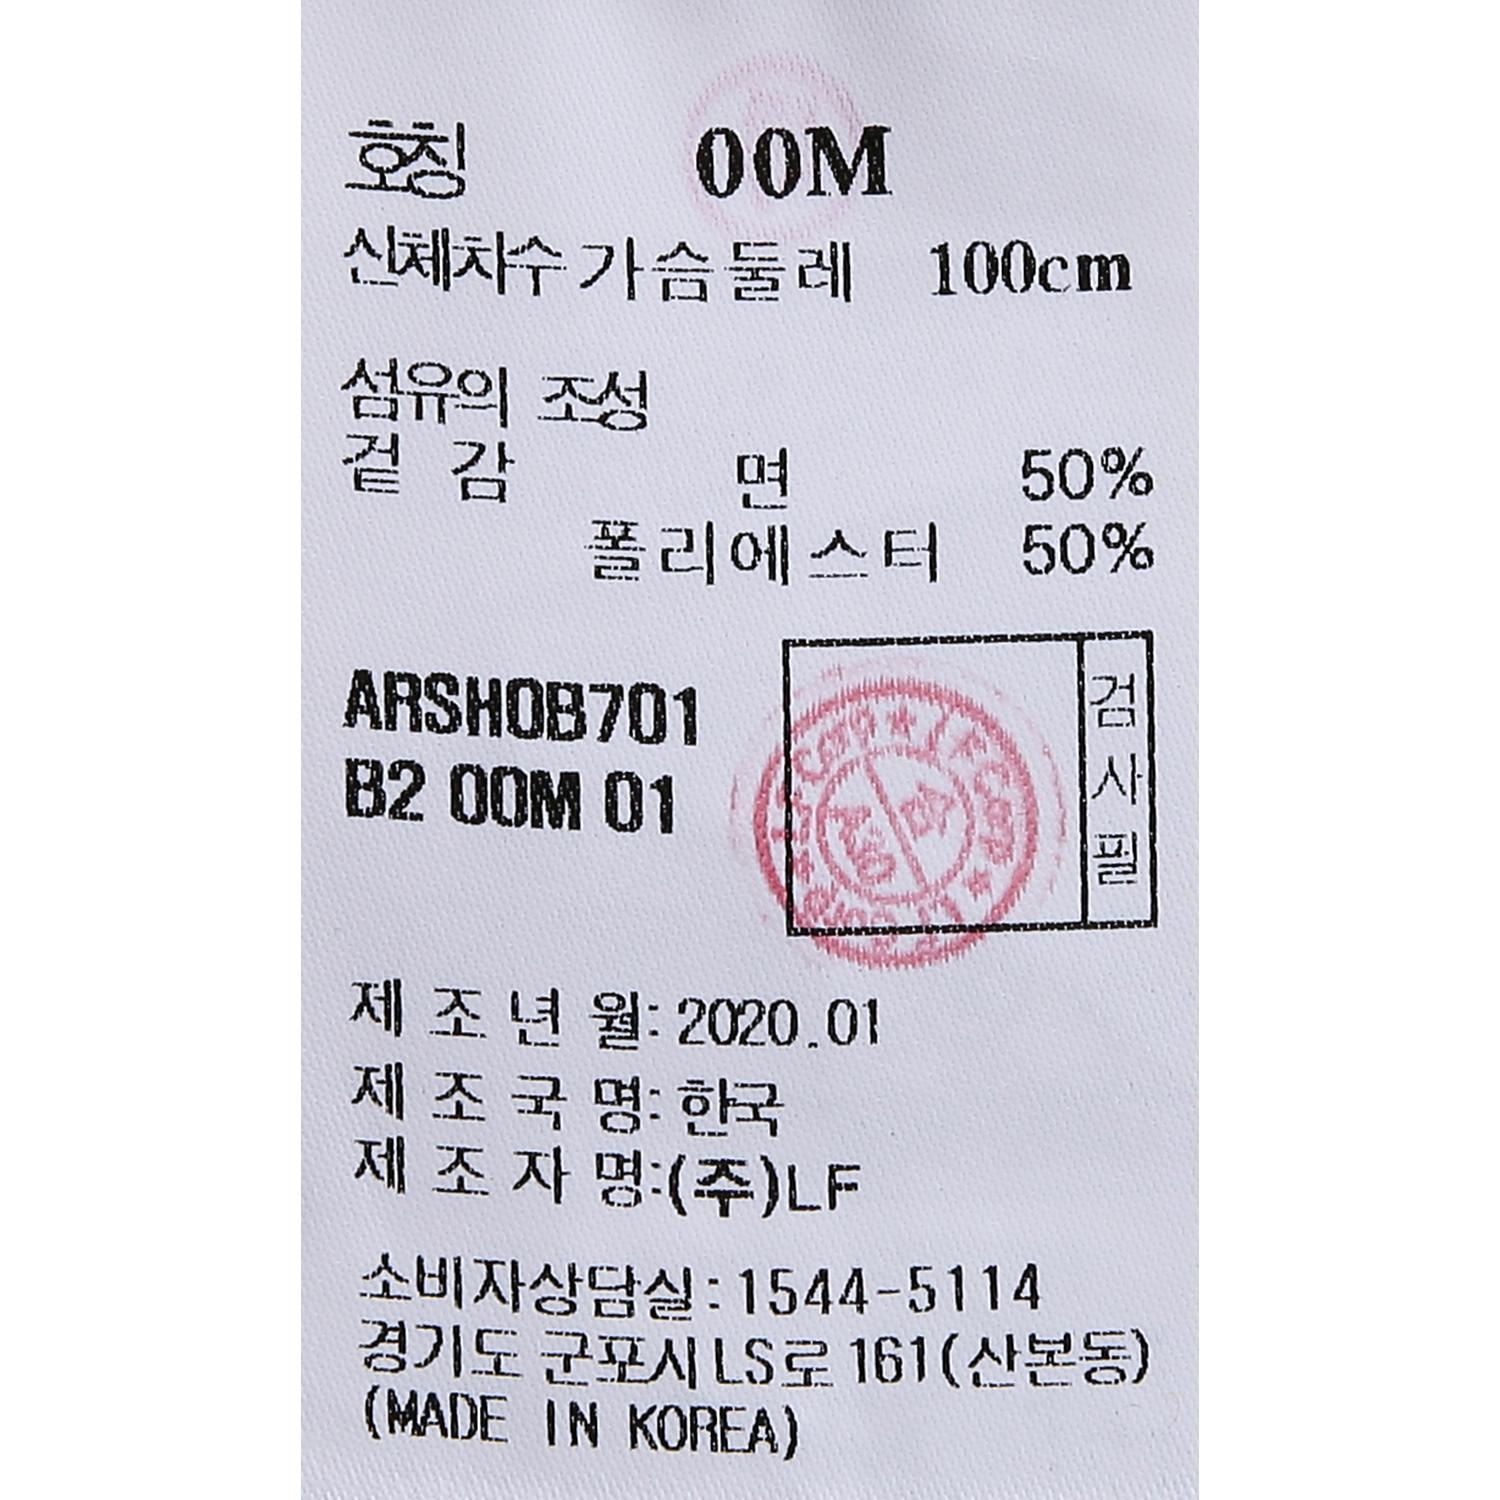 호칭 00M
신체치수 가슴둘레 100cm
섬유의 조성
겉 감 면 50%
폴리에스터 50%
ARSH0B701
B2 00M 01
검사필
제 조 년 월: 2020.01
제 조 국 명: 한국
제 조 자 명:(주)LF
소비자상담실:1544-5114
경기도 군포시 LS로 161(산본동)
(MADE IN KOREA)